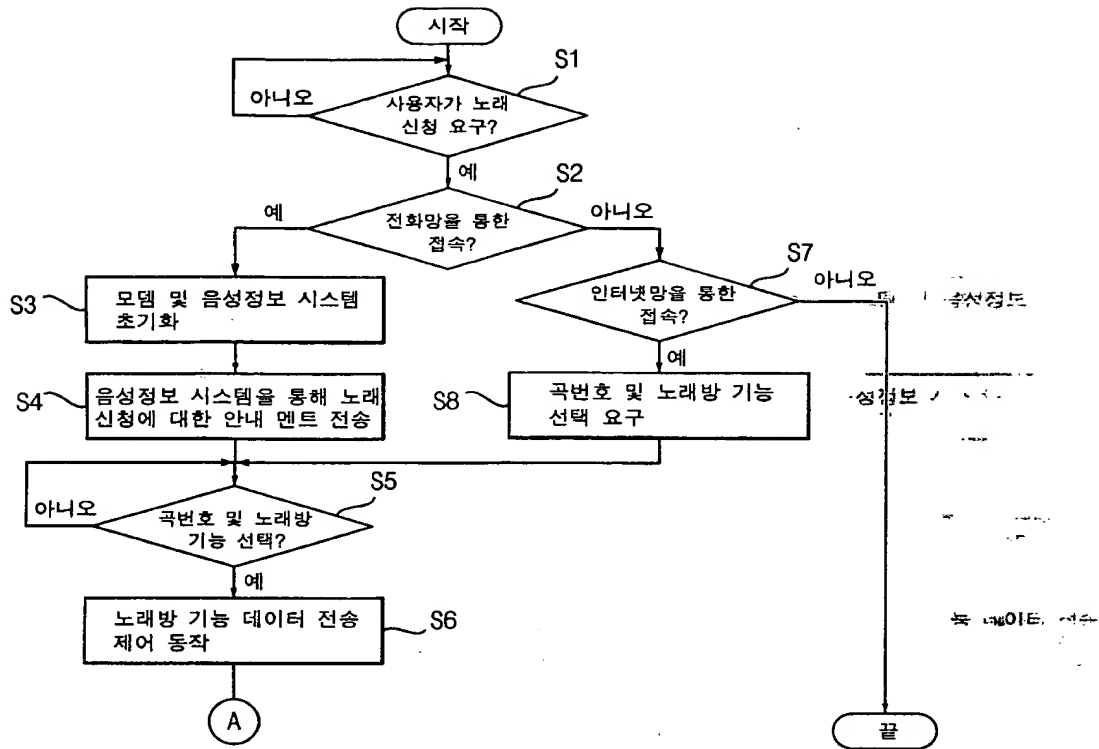 시작
S1
아니오
사용자가 노래
신청 요구?
예
S2
예
전화망을 통한
접속?
아니오
S7
아니오
S3
모뎀 및 음성정보 시스템
초기화
인터넷망을 통한
접속?
예
S4
음성정보 시스템을 통해 노래
신청에 대한 안내 멘트 전송
S8
곡번호 및 노래방 기능
선택 요구
S5
아니오
곡번호 및 노래방
기능 선택?
예
노래방 기능 데이터 전송
제어 동작
S6
A
끝